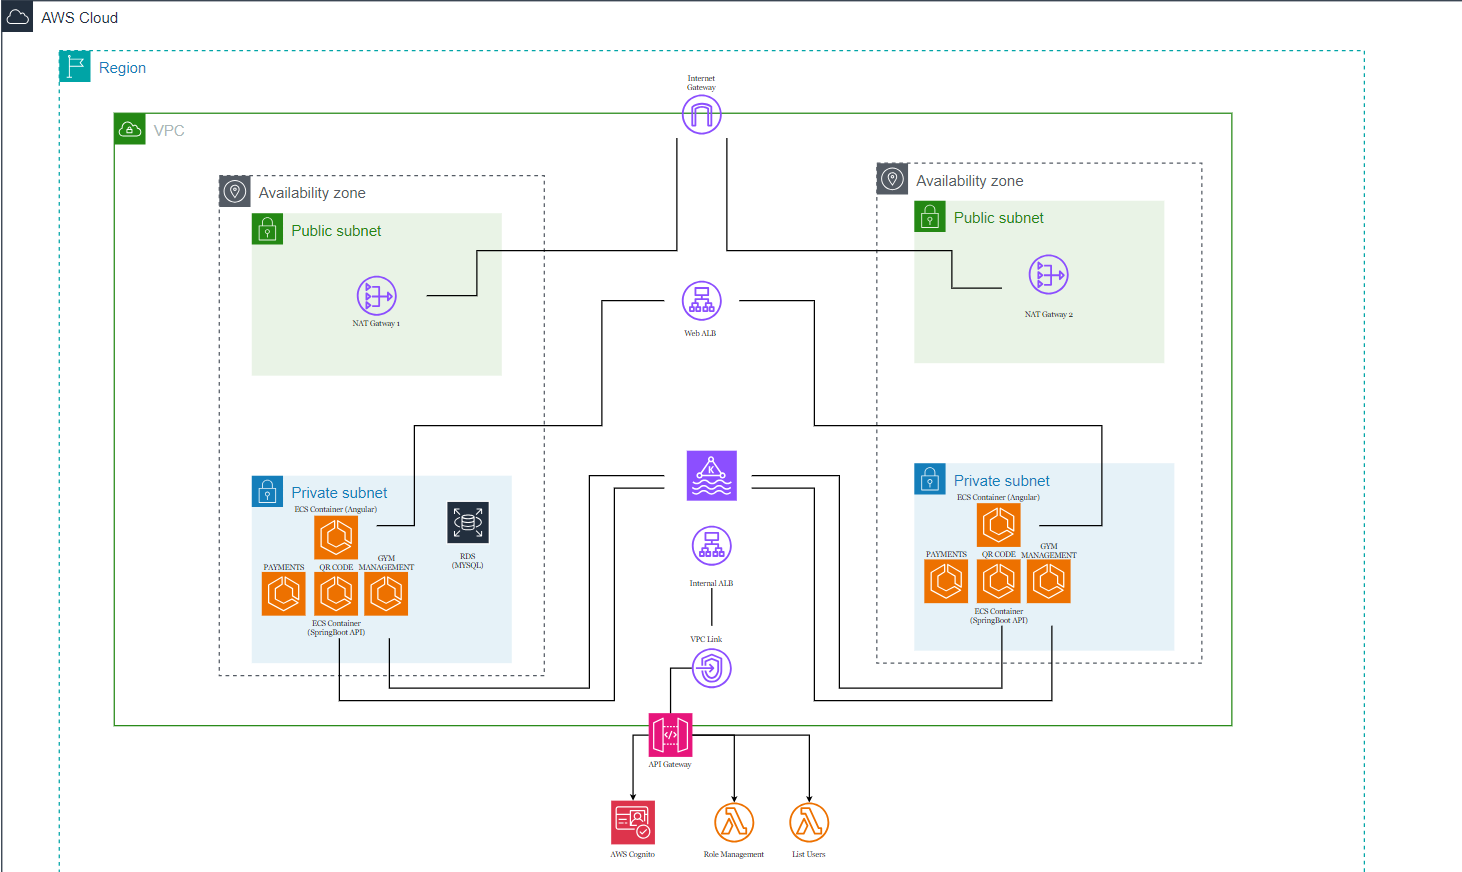 AWS Cloud
Region
Internet
Gateway
VPC
Availability zone
Availability zone
Public subnet
Public subnet
NAT Gatway 1
NAT Gatway 2
Web ALB
K
Private subnet
ECS Container (Angular)
RDS
(MYSQL)
PAYMENTS
QR CODE
GYM
MANAGEMENT
ECS Container
(SpringBoot API)
Private subnet
ECS Container (Angular)
PAYMENTS
QR CODE
GYM
MANAGEMENT
ECS Container
(SpringBoot API)
Internal ALB
VPC Link
</>
API Gateway
AWS Cognito
Role Management
List Users